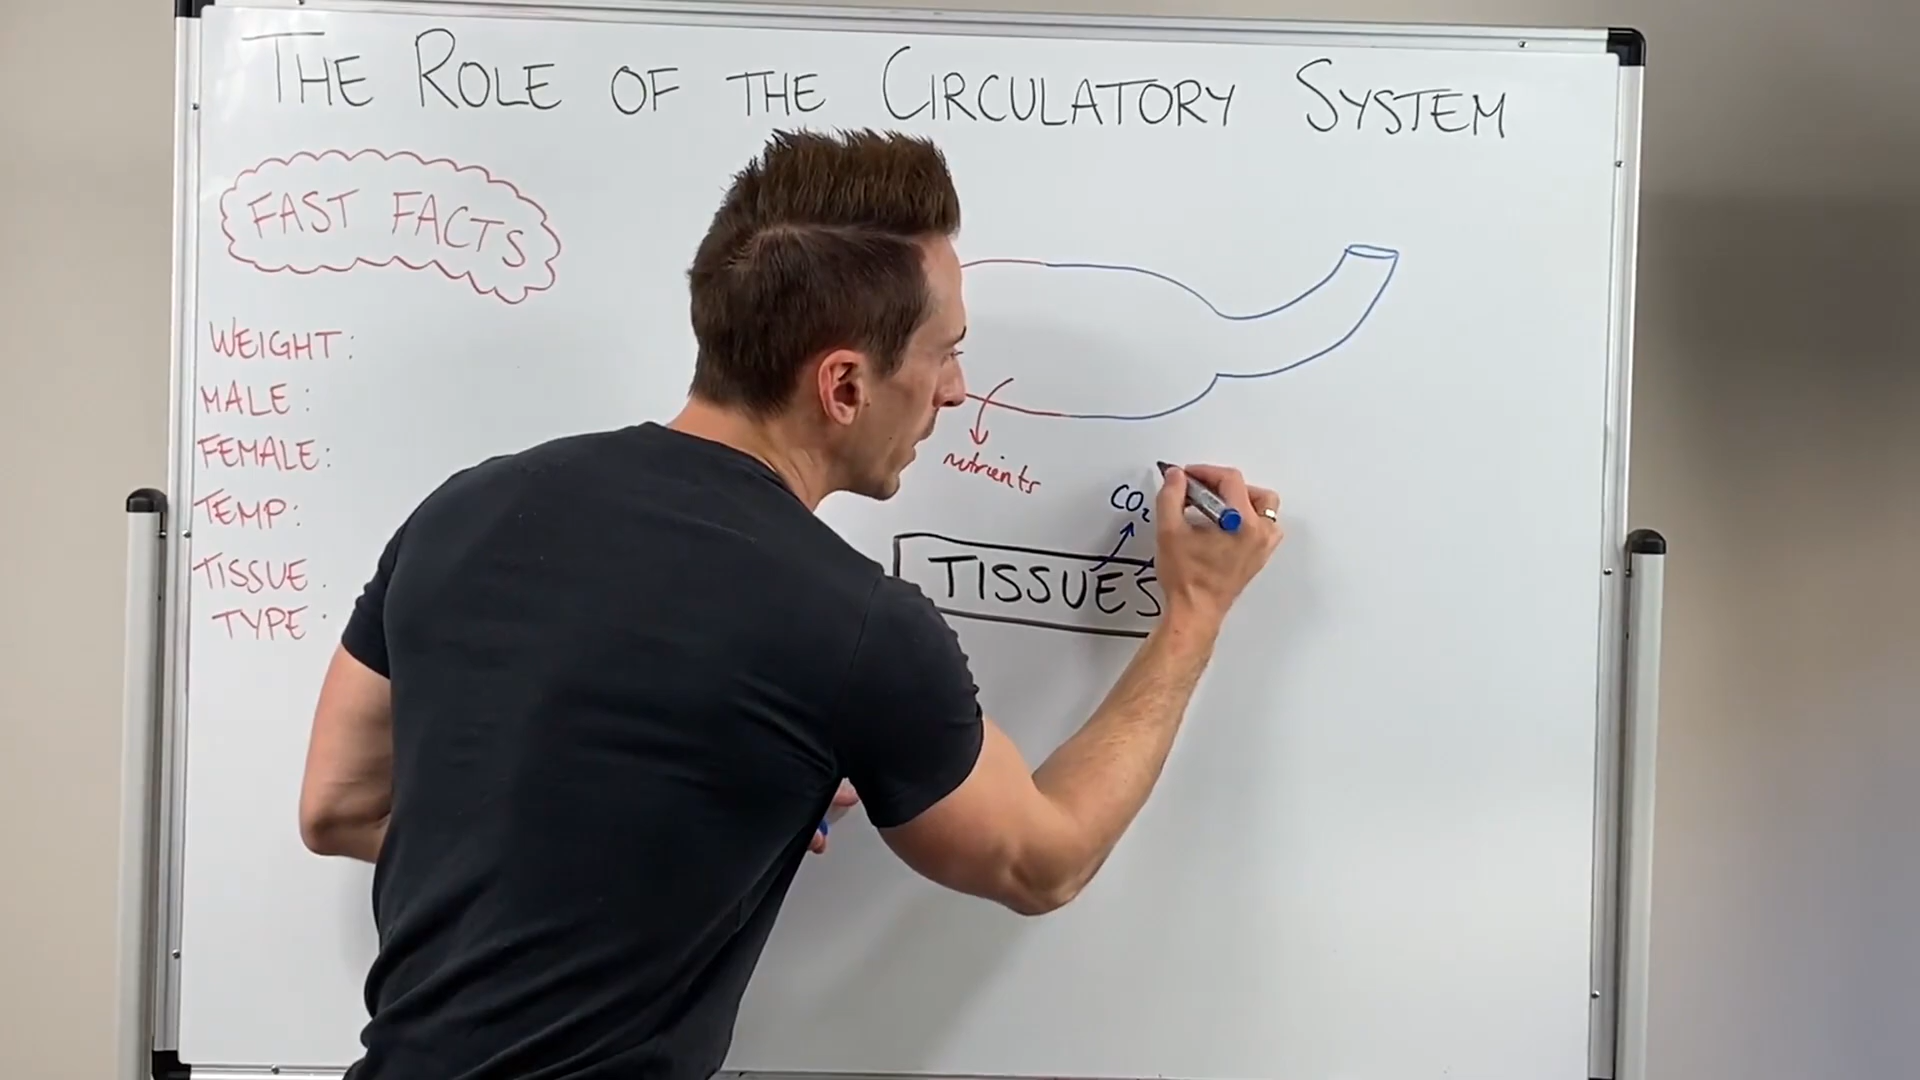 THE ROLE OF THE CIRCULATORY SYSTEM
FAST FACTS
WEIGHT:
MALE:
FEMALE:
TEMP:
TISSUE
TYPE:
nutrients
CO₂
TISSUES